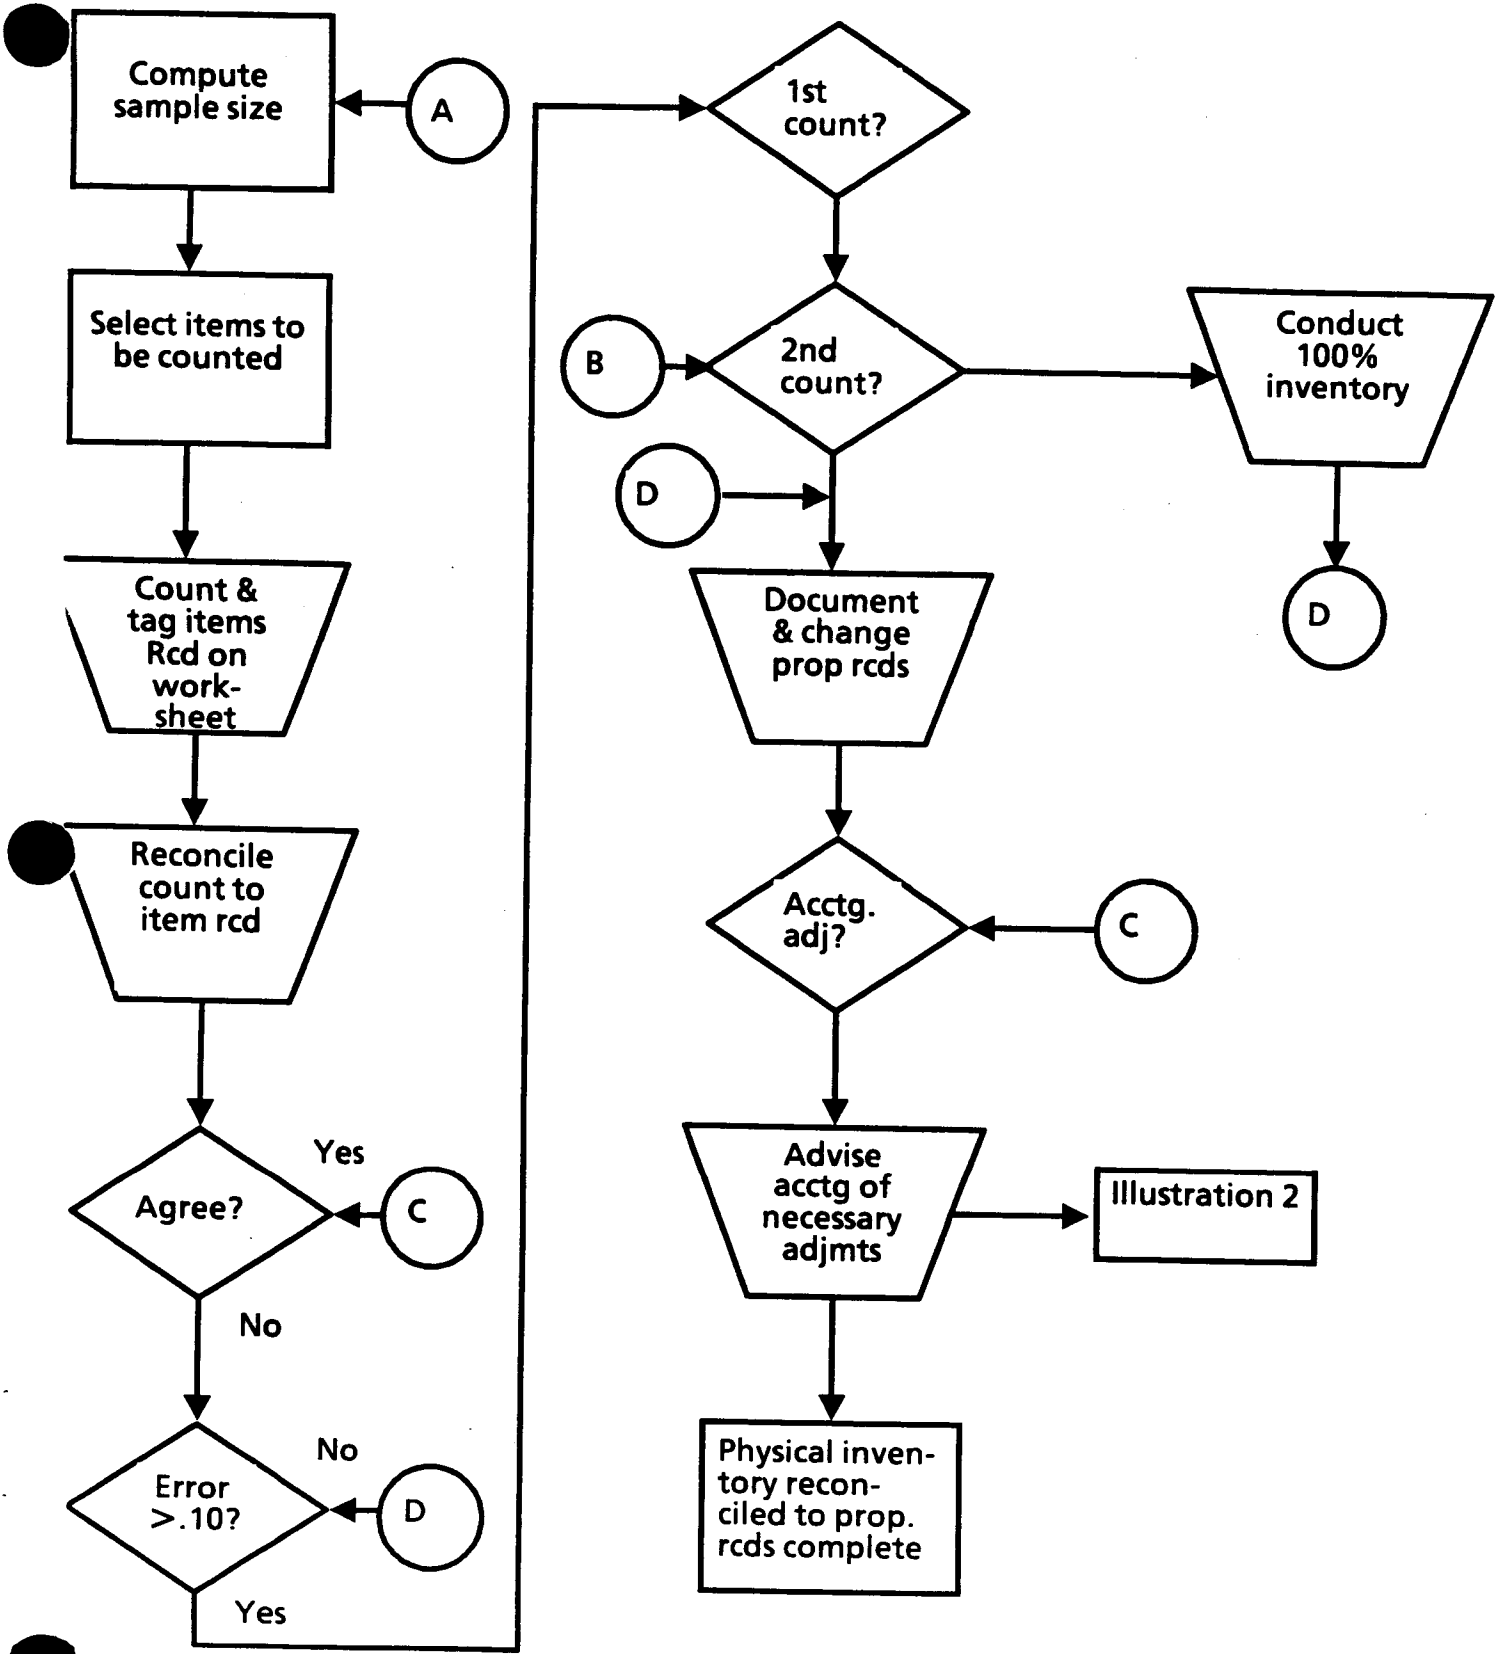 Compute
sample size
A
Select items to
be counted
Count &
tag items
Rcd on
work-
sheet
Reconcile
count to
item rcd
Agree?
Yes
C
No
Error
>.10?
No
D
Yes
1st
count?
B
2nd
count?
Conduct
100%
inventory
D
D
Document
& change
prop rcds
Acctg.
adj?
C
Advise
acctg of
necessary
adjmts
Illustration 2
Physical inven-
tory recon-
ciled to prop.
rcds complete